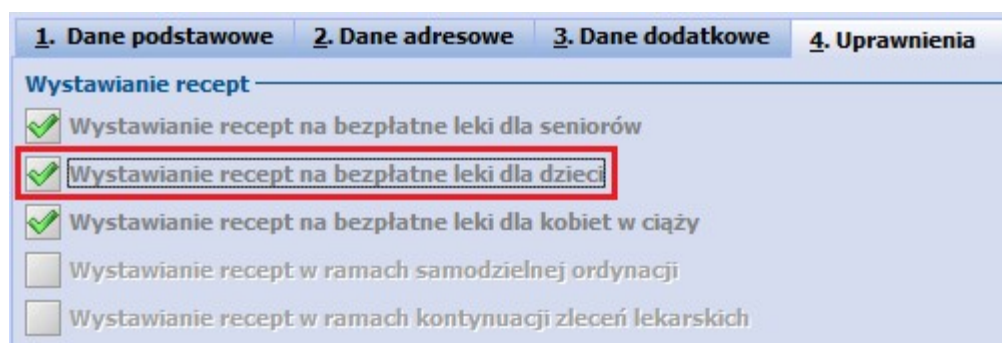 1. Dane podstawowe 2. Dane adresowe 3. Dane dodatkowe 4. Uprawnienia
Wystawianie recept
Wystawianie recept na bezpłatne leki dla seniorów
Wystawianie recept na bezpłatne leki dla dzieci
Wystawianie recept na bezpłatne leki dla kobiet w ciąży
Wystawianie recept w ramach samodzielnej ordynacji
Wystawianie recept w ramach kontynuacji zleceń lekarskich